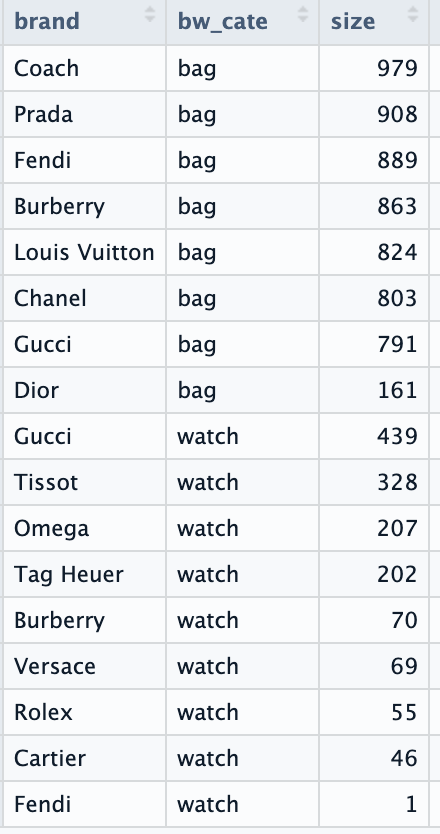 brand bw_cate size
Coach bag 979
Prada bag 908
Fendi bag 889
Burberry bag 863
Louis Vuitton bag 824
Chanel bag 803
Gucci bag 791
Dior bag 161
Gucci watch 439
Tissot watch 328
Omega watch 207
Tag Heuer watch 202
Burberry watch 70
Versace watch 69
Rolex watch 55
Cartier watch 46
Fendi watch 1